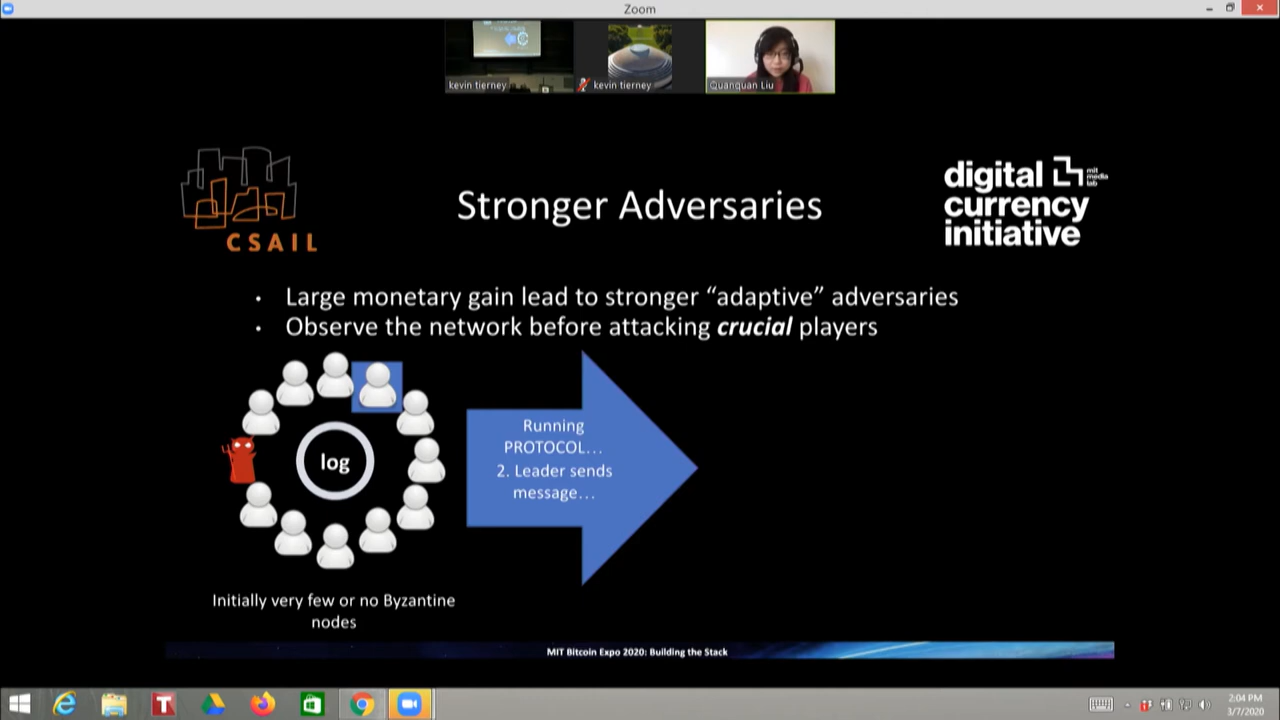 Zoom
kevin tierney
kevin tierney
Quanquan Liu
CSAIL
Stronger Adversaries
digital
currency
initiative
mit
media
lab
• Large monetary gain lead to stronger “adaptive” adversaries
• Observe the network before attacking crucial players
log
Running
PROTOCOL…
2. Leader sends
message…
Initially very few or no Byzantine
nodes
MIT Bitcoin Expo 2020: Building the Stack
T
2:04 PM
3/7/2020